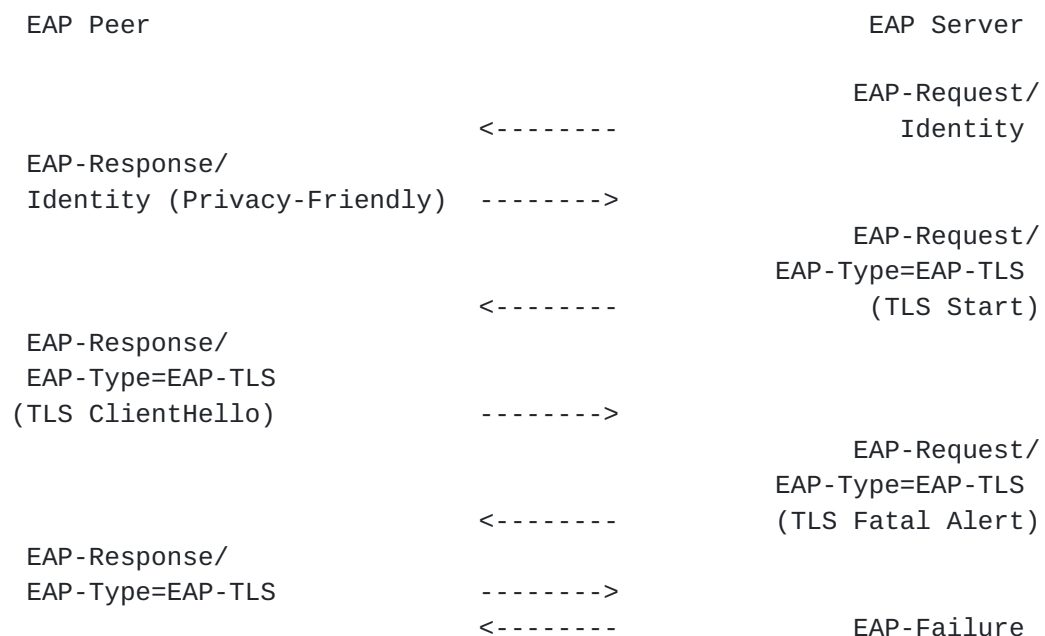 EAP Peer                                              EAP Server

                                                     EAP-Request/
                              <--------                  Identity
 EAP-Response/
 Identity (Privacy-Friendly)  -------->
                                                     EAP-Request/
                                                EAP-Type=EAP-TLS
                              <--------                (TLS Start)
 EAP-Response/
 EAP-Type=EAP-TLS
(TLS ClientHello)             -------->
                                                     EAP-Request/
                                                EAP-Type=EAP-TLS
                              <--------          (TLS Fatal Alert)
 EAP-Response/
 EAP-Type=EAP-TLS             -------->
                              <--------               EAP-Failure